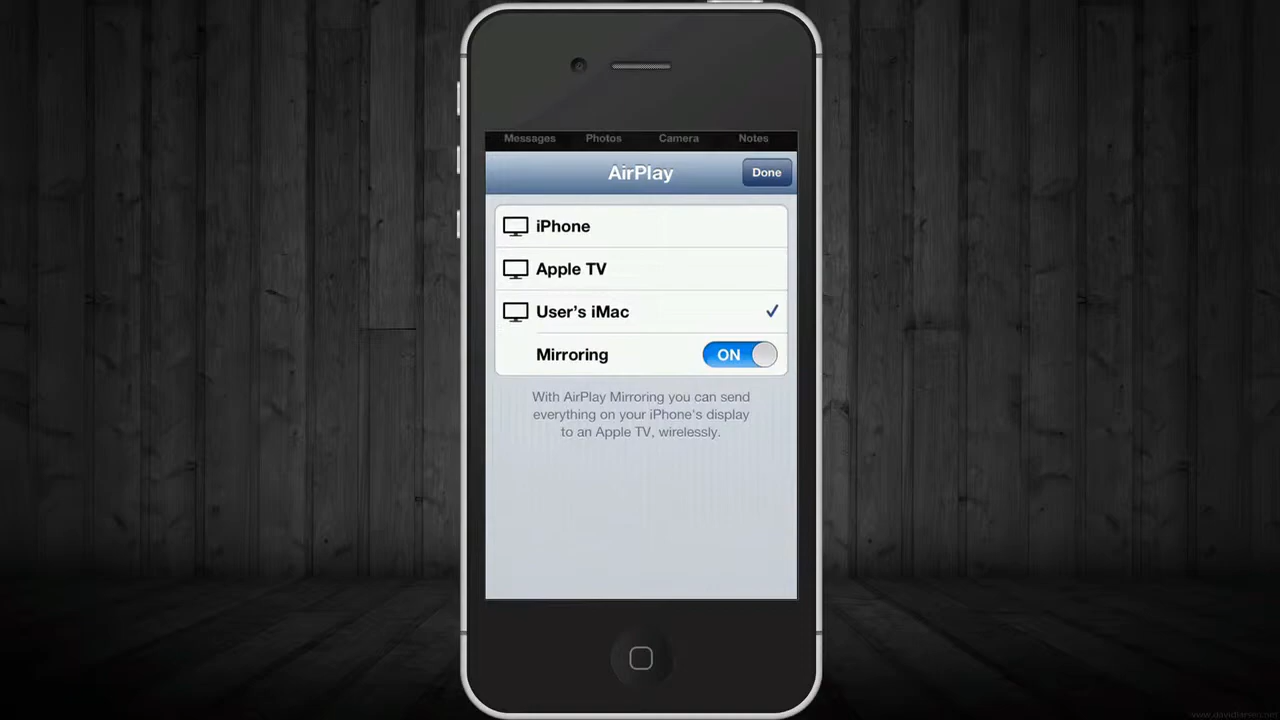 Messages Photos Camera Notes
AirPlay Done
iPhone
Apple TV
User's iMac
Mirroring ON
With AirPlay Mirroring you can send
everything on your iPhone's display
to an Apple TV, wirelessly.